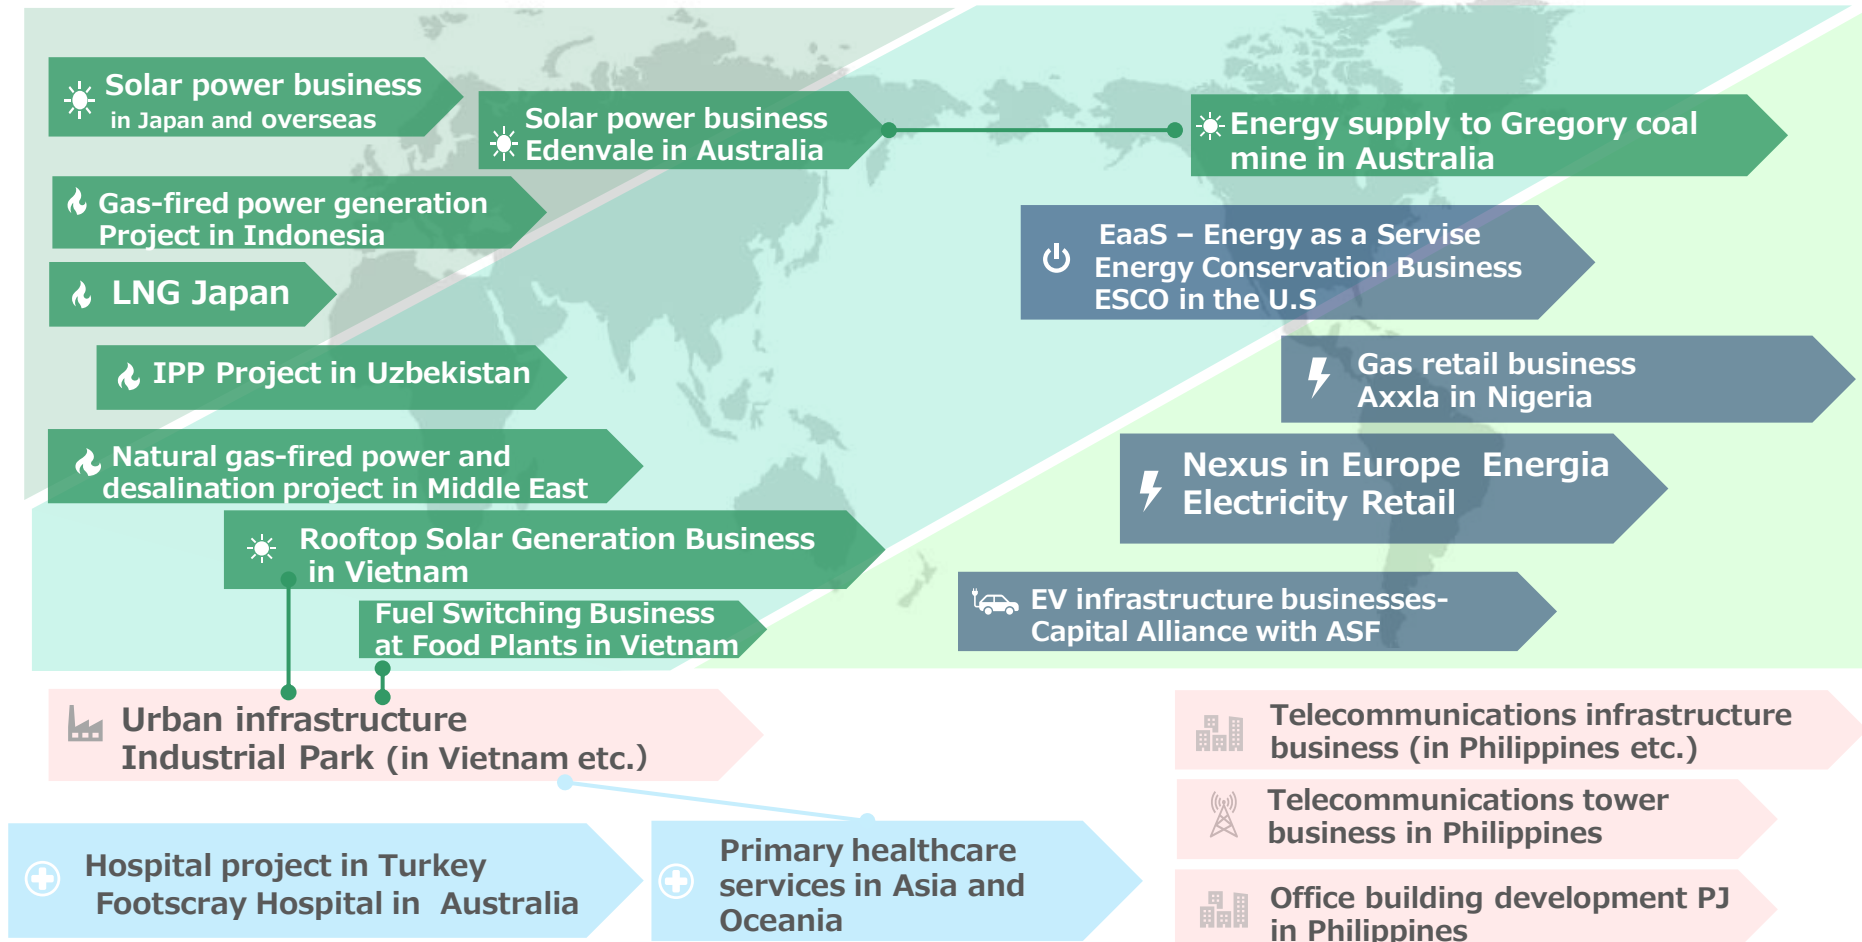 Solar power business
in Japan and overseas
Solar power business
Edenvale in Australia
Energy supply to Gregory coal
mine in Australia
Gas-fired power generation
Project in Indonesia
EaaS – Energy as a Servise
Energy Conservation Business
ESCO in the U.S
LNG Japan
IPP Project in Uzbekistan
Gas retail business
Axxla in Nigeria
Natural gas-fired power and
desalination project in Middle East
Nexus in Europe Energia
Electricity Retail
Rooftop Solar Generation Business
in Vietnam
Fuel Switching Business
at Food Plants in Vietnam
EV infrastructure businesses-
Capital Alliance with ASF
Urban infrastructure
Industrial Park (in Vietnam etc.)
Telecommunications infrastructure
business (in Philippines etc.)
Telecommunications tower
business in Philippines
Hospital project in Turkey
Footscray Hospital in Australia
Primary healthcare
services in Asia and
Oceania
Office building development PJ
in Philippines